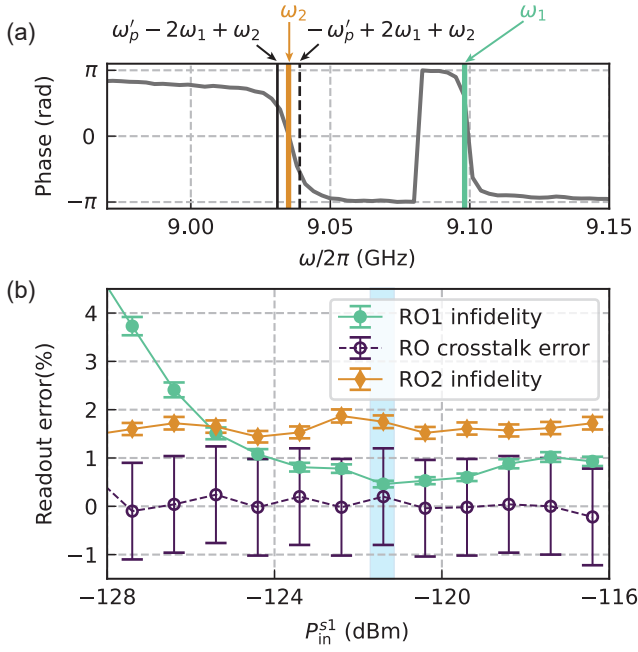 (a)
ω₂
ω₁
ω′ₚ − 2ω₁ + ω₂
−ω′ₚ + 2ω₁ + ω₂
Phase (rad)
π
0
−π
9.00
9.05
9.10
9.15
ω/2π (GHz)
(b)
Readout error(%)
4
3
2
1
0
−1
RO1 infidelity
RO crosstalk error
RO2 infidelity
−128
−124
−120
−116
P_in^s1 (dBm)